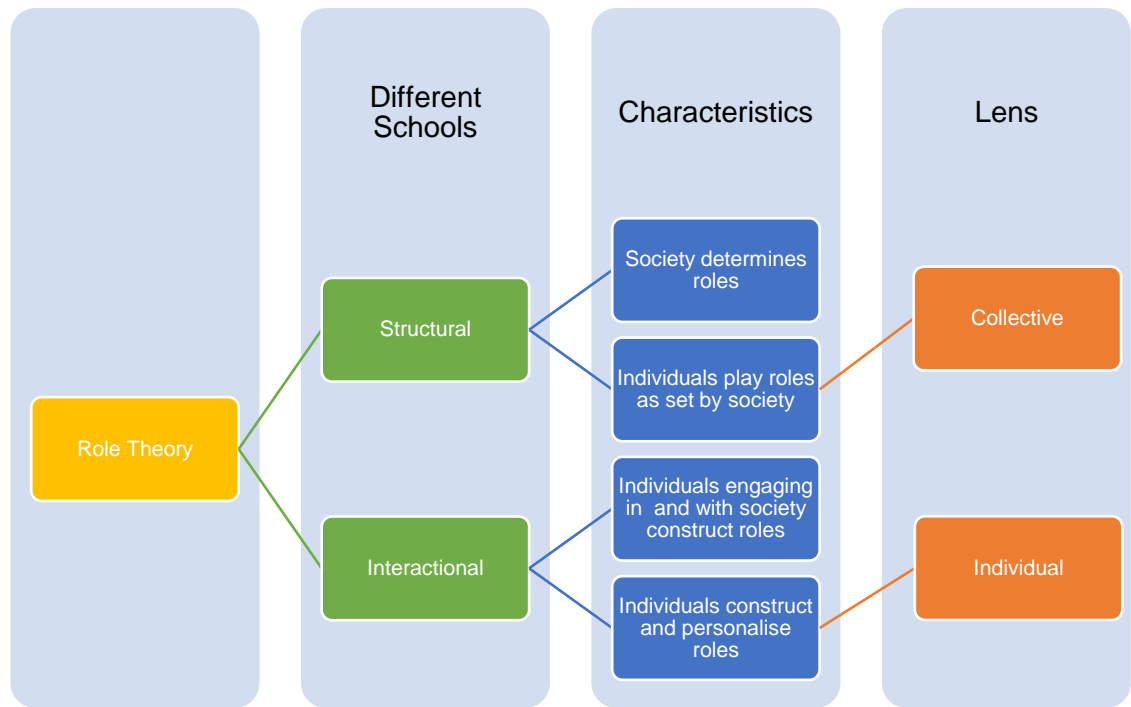 Different
Schools
Characteristics
Lens
Role Theory
Structural
Interactional
Society determines
roles
Individuals play roles
as set by society
Individuals engaging
in and with society
construct roles
Individuals construct
and personalise
roles
Collective
Individual